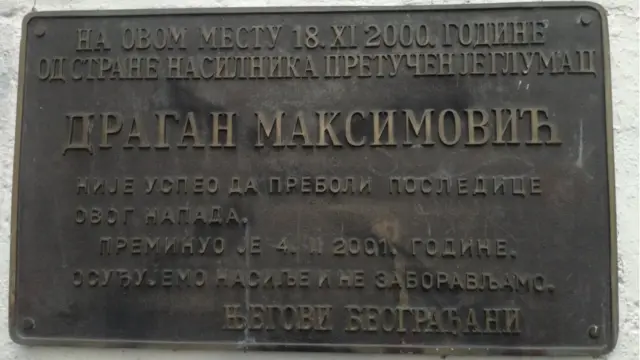 НА ОВОМ МЕСТУ 18. XI 2000. ГОДИНЕ
ОД СТРАНЕ НАСИЛНИКА ПРЕТУЧЕН ЈЕ ГЛУМАЦ
ДРАГАН МАКСИМОВИЋ
НИЈЕ УСПЕО ДА ПРЕБОЛИ ПОСЛЕДИЦЕ
ОВОГ НАПАДА.
ПРЕМИНУО ЈЕ 4. II 2001. ГОДИНЕ.
ОСУЂУЈЕМО НАСИЉЕ И НЕ ЗАБОРАВЉАМО.
ЊЕГОВИ БЕОГРАЂАНИ